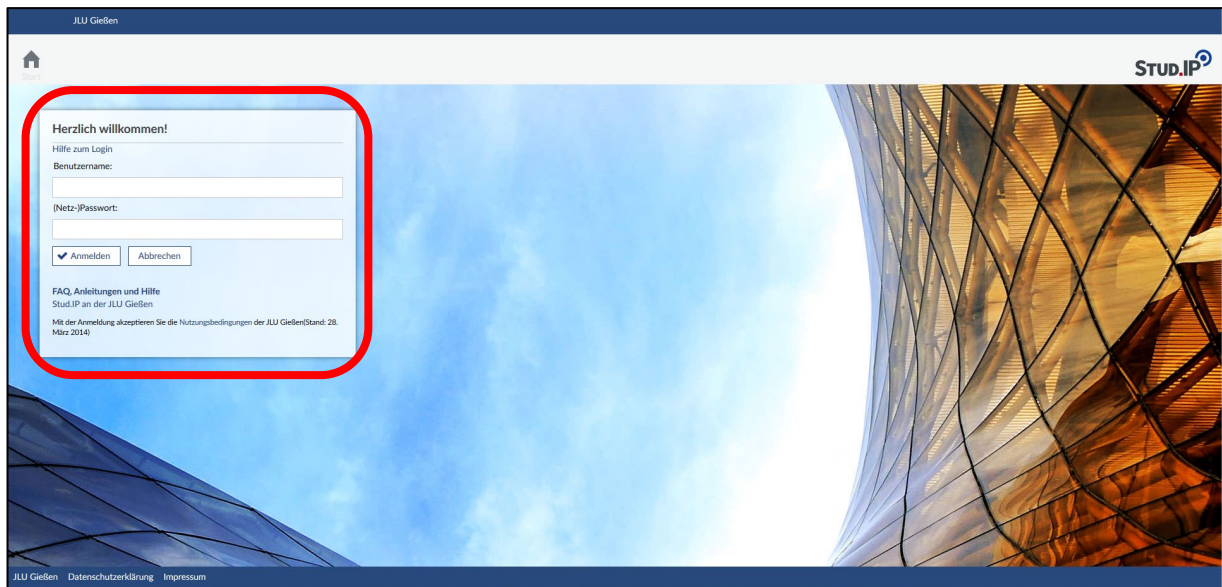 JLU Gießen
Start
STUD.IP
Herzlich willkommen!
Hilfe zum Login
Benutzername:
(Netz-)Passwort:
Anmelden Abbrechen
FAQ, Anleitungen und Hilfe
Stud.IP an der JLU Gießen
Mit der Anmeldung akzeptieren Sie die Nutzungsbedingungen der JLU Gießen(Stand: 28.
März 2014)
JLU Gießen Datenschutzerklärung Impressum